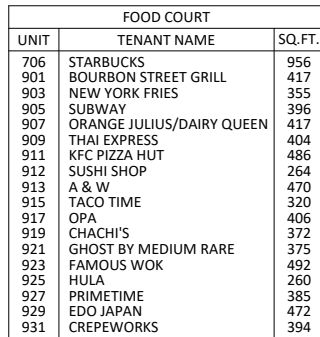 FOOD COURT
UNIT TENANT NAME SQ.FT.
706 STARBUCKS 956
901 BOURBON STREET GRILL 417
903 NEW YORK FRIES 355
905 SUBWAY 396
907 ORANGE JULIUS/DAIRY QUEEN 417
909 THAI EXPRESS 404
911 KFC PIZZA HUT 486
912 SUSHI SHOP 264
913 A & W 470
915 TACO TIME 320
917 OPA 406
919 CHACHI'S 372
921 GHOST BY MEDIUM RARE 375
923 FAMOUS WOK 492
925 HULA 260
927 PRIMETIME 385
929 EDO JAPAN 472
931 CREPEWORKS 394